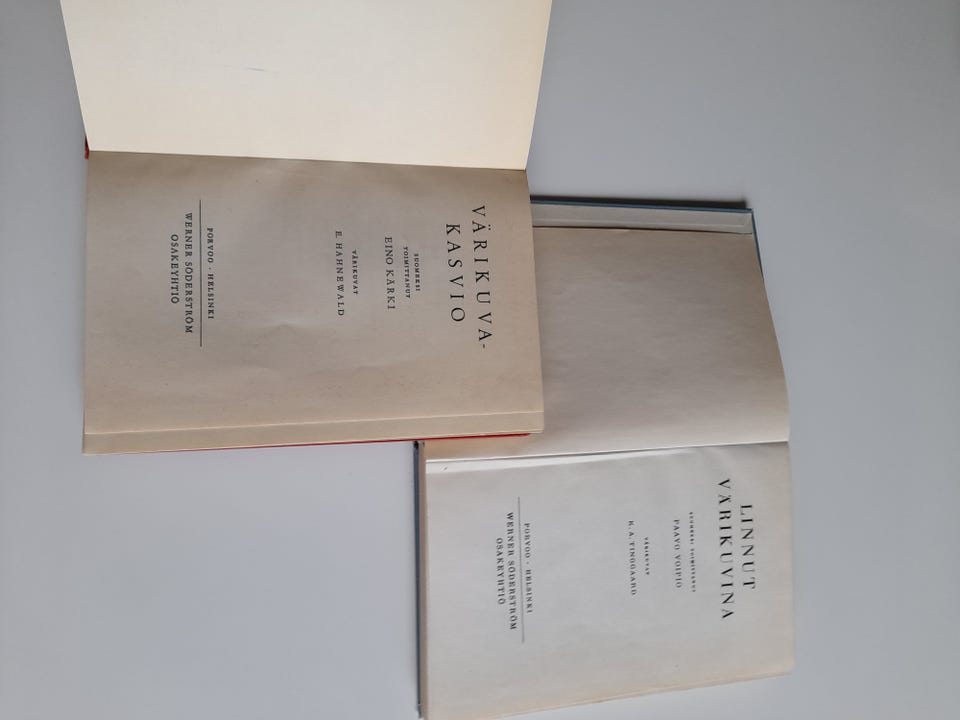 VÄRIKUVA-
KASVIO
SUOMEKSI
TOIMITTANUT
EINO KÄRKI
VÄRIKUVAT
E. HAHNEWALD
PORVOO · HELSINKI
WERNER SÖDERSTRÖM
OSAKEYHTIÖ
LINNUT
VÄRIKUVINA
SUOMEKSI TOIMITTANUT
PAAVO VOIPIO
VÄRIKUVAT
K. A. TINGGAARD
PORVOO · HELSINKI
WERNER SÖDERSTRÖM
OSAKEYHTIÖ